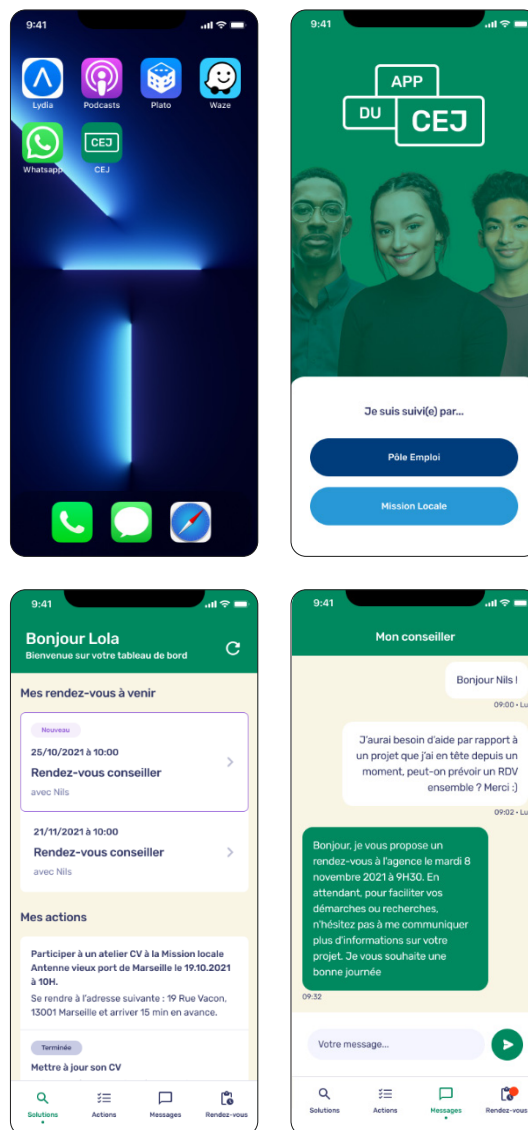 9:41
Lydia
Podcasts
Plato
Waze
CEJ
Whatsapp
CEJ
9:41
APP
DU
CEJ
Je suis suivi(e) par...
Pôle Emploi
Mission Locale
9:41
Bonjour Lola
Bienvenue sur votre tableau de bord
Mes rendez-vous à venir
Nouveau
25/10/2021 à 10:00
Rendez-vous conseiller
avec Nils
21/11/2021 à 10:00
Rendez-vous conseiller
avec Nils
Mes actions
Participer à un atelier CV à la Mission locale
Antenne vieux port de Marseille le 19.10.2021
à 10H.
Se rendre à l'adresse suivante : 19 Rue Vacon,
13001 Marseille et arriver 15 min en avance.
Terminée
Mettre à jour son CV
Solutions
Actions
Messages
Rendez-vous
9:41
Mon conseiller
Bonjour Nils !
09:00 • Lu
J'aurai besoin d'aide par rapport à
un projet que j'ai en tête depuis un
moment, peut-on prévoir un RDV
ensemble ? Merci :)
09:02 • Lu
Bonjour, je vous propose un
rendez-vous à l'agence le mardi 8
novembre 2021 à 9H30. En
attendant, pour faciliter vos
démarches ou recherches,
n'hésitez pas à me communiquer
plus d'informations sur votre
projet. Je vous souhaite une
bonne journée
09:32
Votre message...
Solutions
Actions
Messages
Rendez-vous